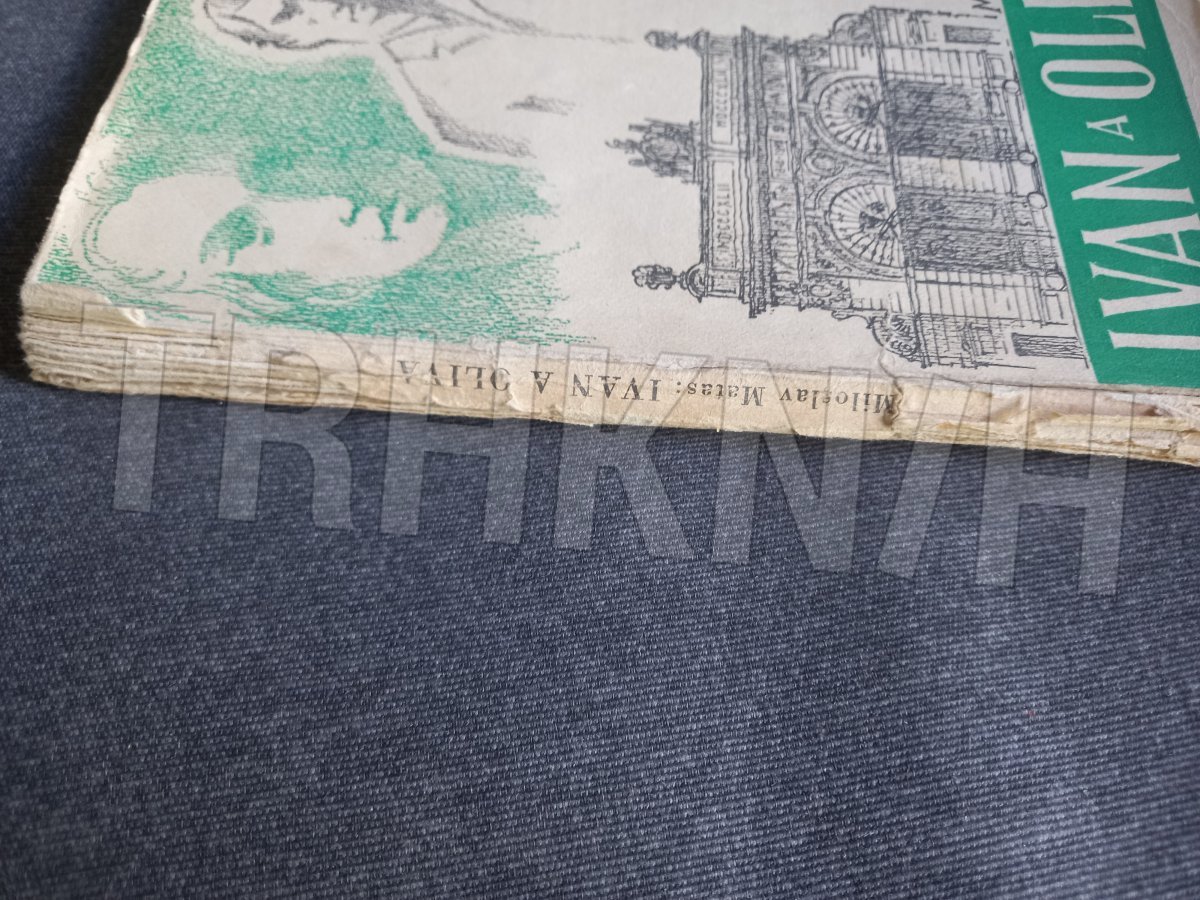 IVAN A OLI
Miloslav Matas: IVAN A OLIVA
TRHKNIH